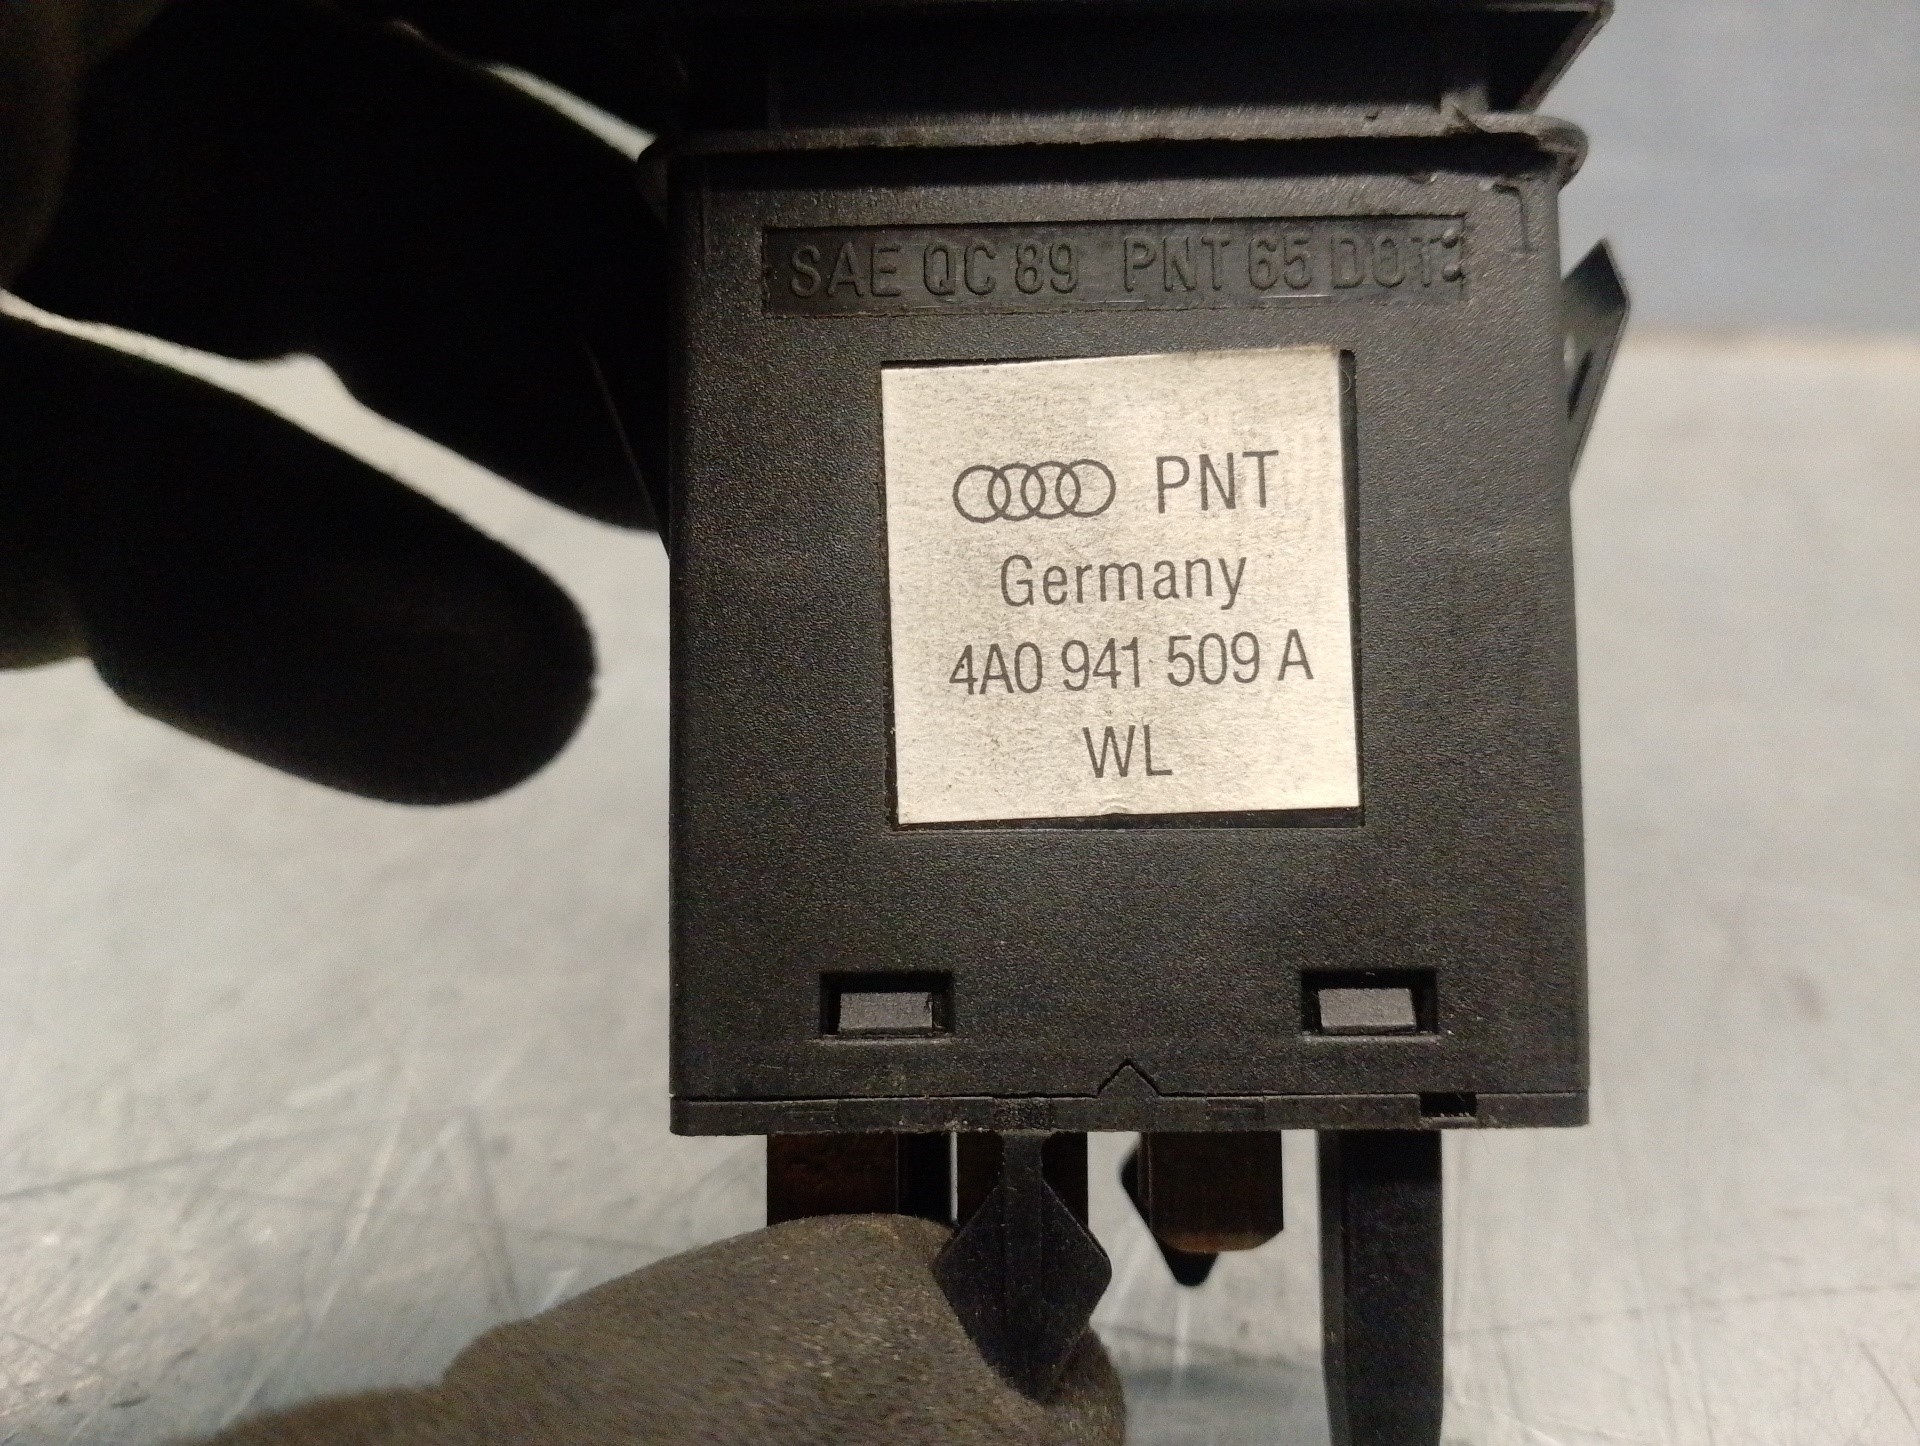 SAE QC 89 PNT 65 DOT
PNT
Germany
4A0 941 509 A
WL